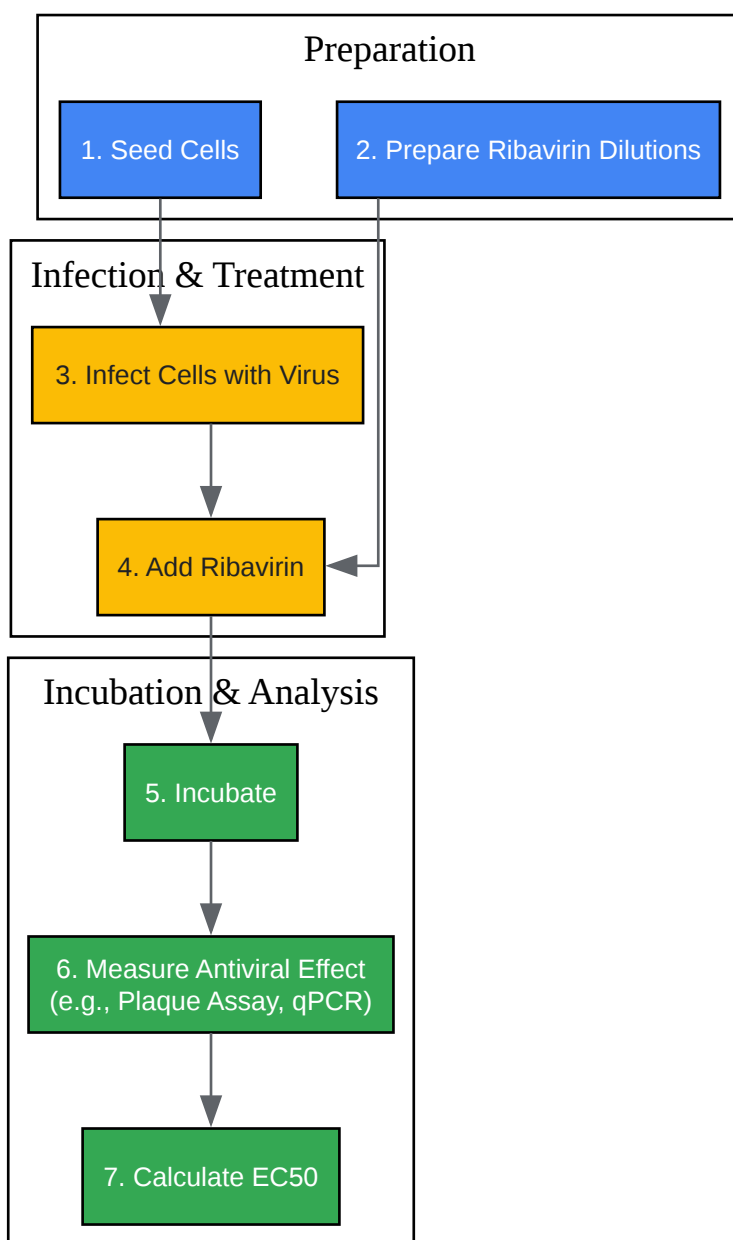 Preparation
1. Seed Cells
2. Prepare Ribavirin Dilutions
Infection & Treatment
3. Infect Cells with Virus
4. Add Ribavirin
Incubation & Analysis
5. Incubate
6. Measure Antiviral Effect
(e.g., Plaque Assay, qPCR)
7. Calculate EC50